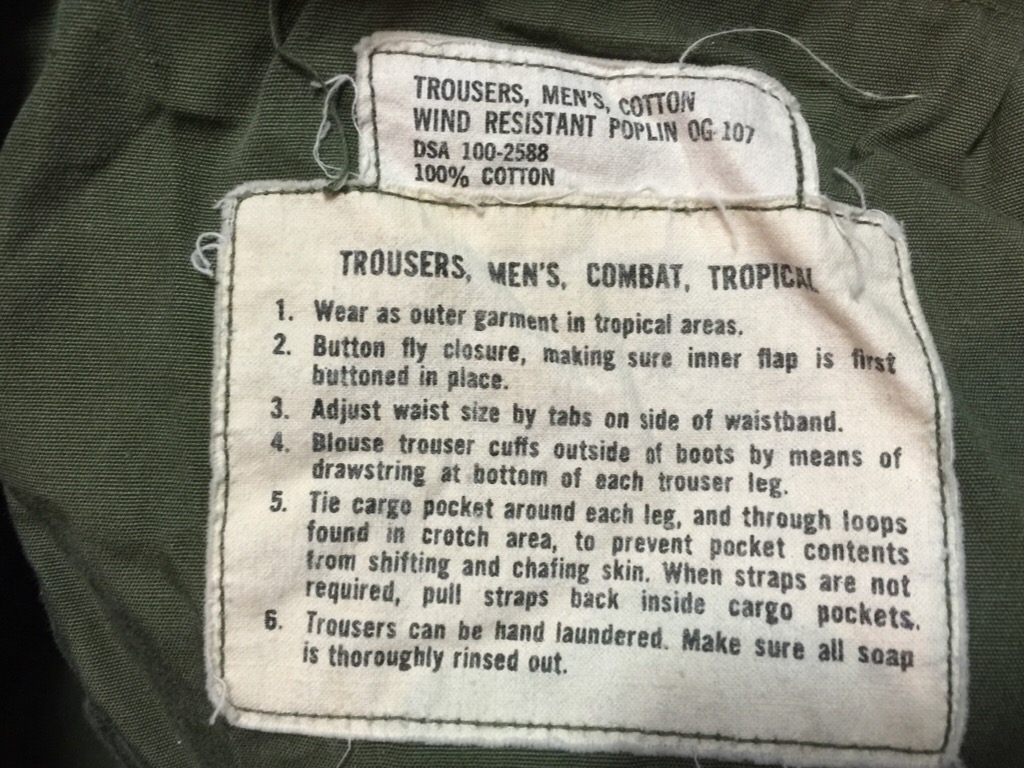 TROUSERS, MEN'S, COTTON
WIND RESISTANT POPLIN OG 107
DSA 100-2588
100% COTTON
TROUSERS, MEN'S, COMBAT, TROPICAL
1. Wear as outer garment in tropical areas.
2. Button fly closure, making sure inner flap is first
buttoned in place.
3. Adjust waist size by tabs on side of waistband.
4. Blouse trouser cuffs outside of boots by means of
drawstring at bottom of each trouser leg.
5. Tie cargo pocket around each leg, and through loops
found in crotch area, to prevent pocket contents
from shifting and chafing skin. When straps are not
required, pull straps back inside cargo pockets.
6. Trousers can be hand laundered. Make sure all soap
is thoroughly rinsed out.